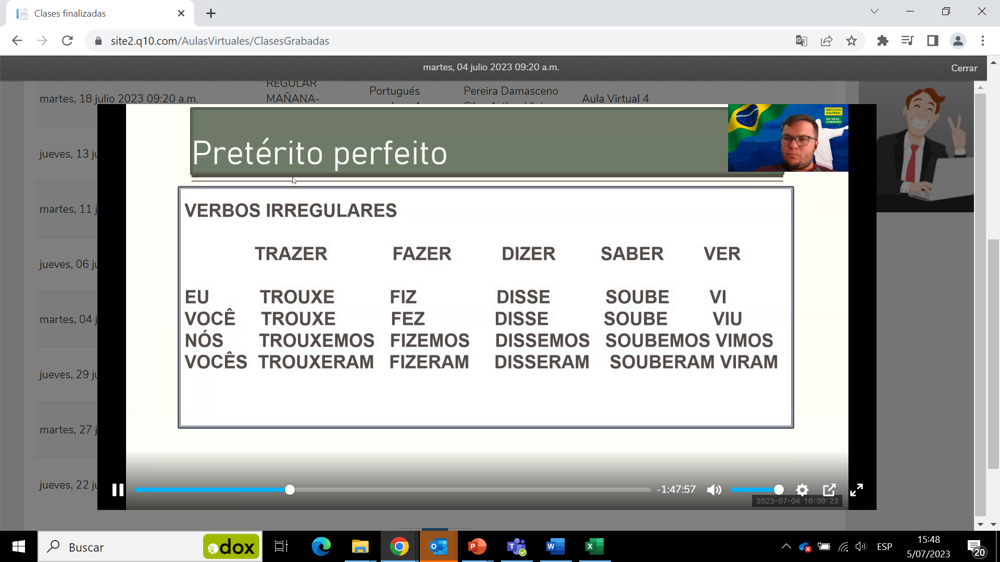 Clases finalizadas
site2.q10.com/AulasVirtuales/ClasesGrabadas
martes, 04 julio 2023 09:20 a.m.
Cerrar
martes, 18 julio 2023 09:20 a.m.
REGULAR
MAÑANA-
Portugués
Pereira Damasceno
Aula Virtual 4
jueves, 13 ju
martes, 11 j
jueves, 06 ju
martes, 04 j
jueves, 29 ju
martes, 27 j
jueves, 22 ju
INSTITUTO
CULTURAL
DA SILVA
CORDEIRO
Pretérito perfeito
VERBOS IRREGULARES
TRAZER FAZER DIZER SABER VER
EU TROUXE FIZ DISSE SOUBE VI
VOCÊ TROUXE FEZ DISSE SOUBE VIU
NÓS TROUXEMOS FIZEMOS DISSEMOS SOUBEMOS VIMOS
VOCÊS TROUXERAM FIZERAM DISSERAM SOUBERAM VIRAM
-1:47:57
2023-07-04 10:09:23
Buscar
dox
ESP
15:48
5/07/2023
20